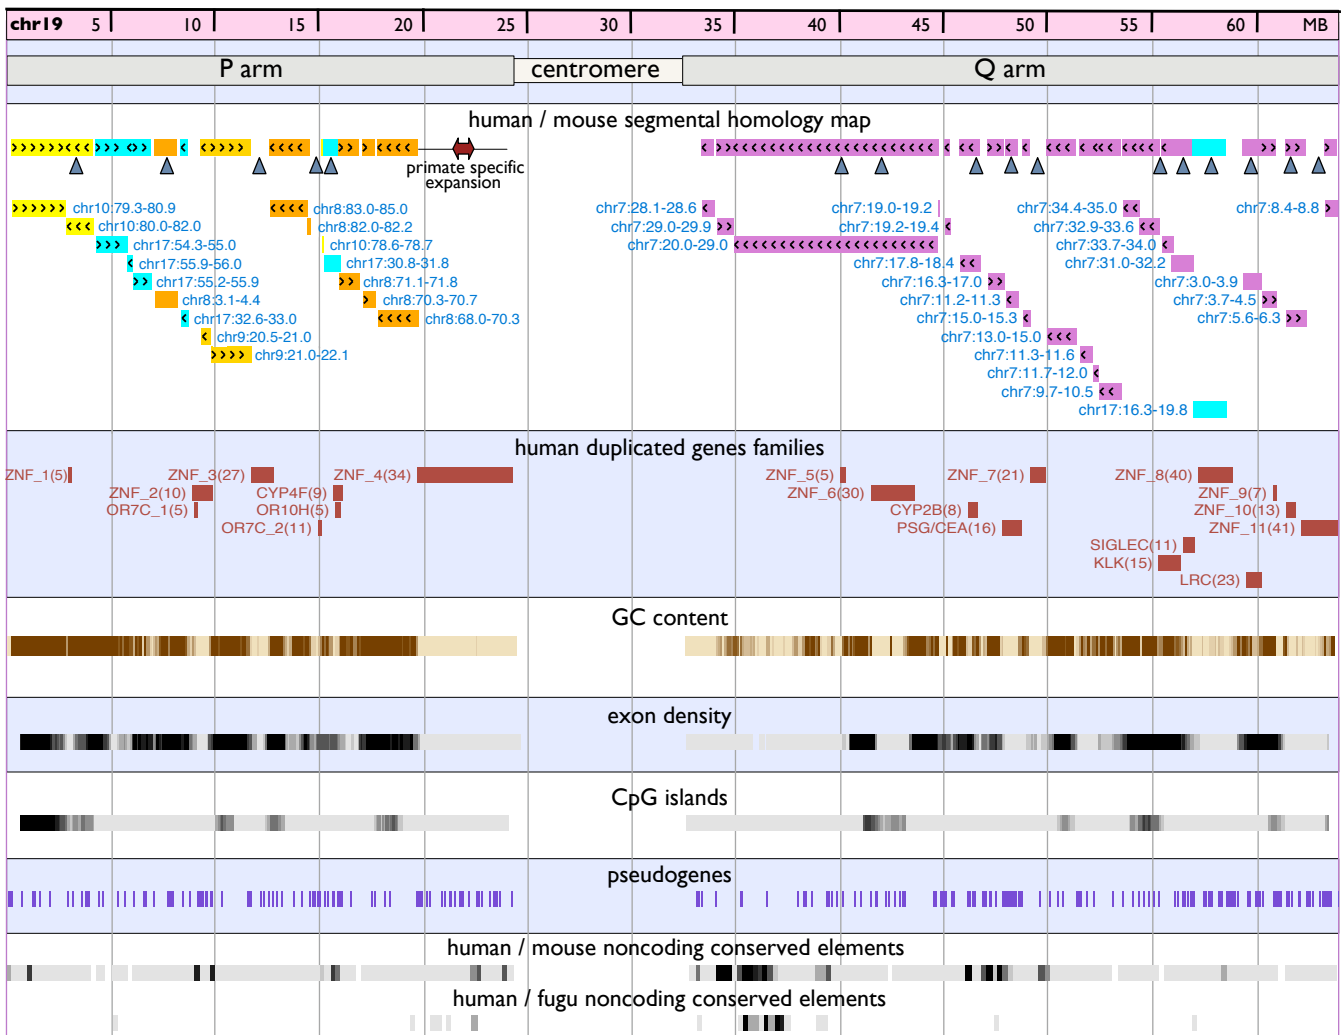 chr19 5 10 15 20 25 30 35 40 45 50 55 60 MB
P arm centromere Q arm
human / mouse segmental homology map
primate specific
expansion
chr10:79.3-80.9 chr8:83.0-85.0 chr7:28.1-28.6 chr7:19.0-19.2 chr7:34.4-35.0 chr7:8.4-8.8
chr10:80.0-82.0 chr8:82.0-82.2 chr7:29.0-29.9 chr7:19.2-19.4 chr7:32.9-33.6
chr17:54.3-55.0 chr10:78.6-78.7 chr7:20.0-29.0 chr7:33.7-34.0
chr17:55.9-56.0 chr17:30.8-31.8 chr7:17.8-18.4 chr7:31.0-32.2
chr17:55.2-55.9 chr8:71.1-71.8 chr7:16.3-17.0 chr7:3.0-3.9
chr8:3.1-4.4 chr8:70.3-70.7 chr7:11.2-11.3 chr7:3.7-4.5
chr17:32.6-33.0 chr8:68.0-70.3 chr7:15.0-15.3 chr7:5.6-6.3
chr9:20.5-21.0 chr7:13.0-15.0
chr9:21.0-22.1 chr7:11.3-11.6
chr7:11.7-12.0
chr7:9.7-10.5
chr17:16.3-19.8
human duplicated genes families
ZNF_1(5) ZNF_3(27) ZNF_4(34) ZNF_5(5) ZNF_7(21) ZNF_8(40)
ZNF_2(10) CYP4F(9) ZNF_6(30) ZNF_9(7)
OR7C_1(5) OR10H(5) CYP2B(8) ZNF_10(13)
OR7C_2(11) PSG/CEA(16) ZNF_11(41)
SIGLEC(11)
KLK(15)
LRC(23)
GC content
exon density
CpG islands
pseudogenes
human / mouse noncoding conserved elements
human / fugu noncoding conserved elements